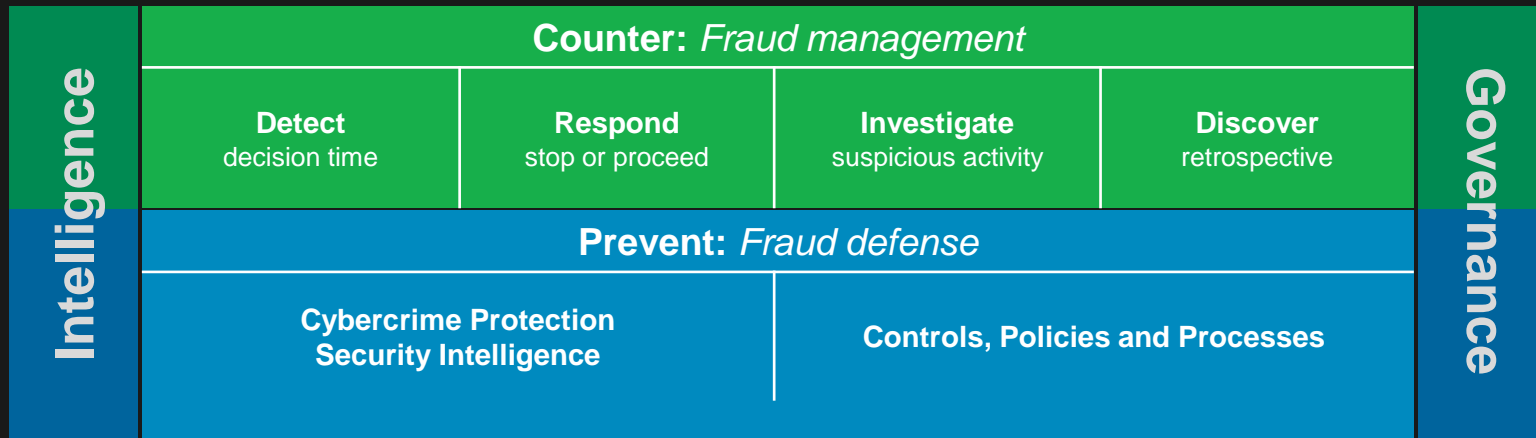 Intelligence
Counter: Fraud management
Detect
decision time
Respond
stop or proceed
Investigate
suspicious activity
Discover
retrospective
Prevent: Fraud defense
Cybercrime Protection
Security Intelligence
Controls, Policies and Processes
Governance